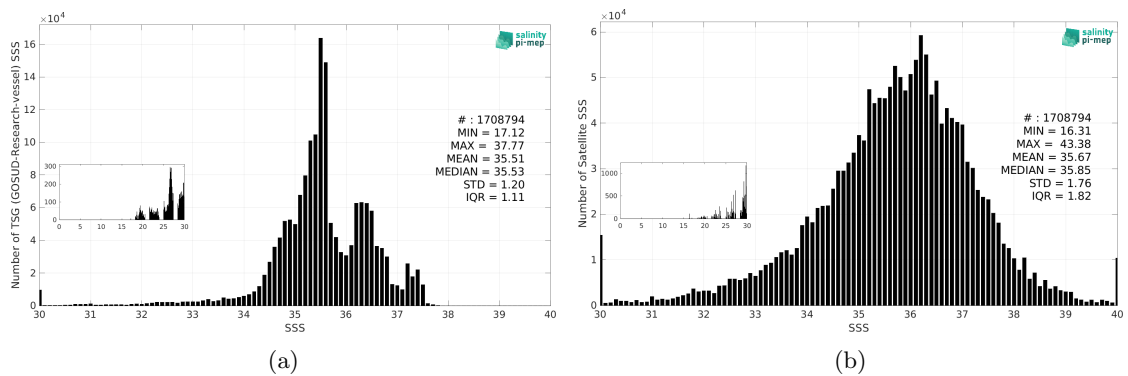 ×10⁴
16
14
12
10
8
6
4
2
0
Number of TSG (GOSUD-Research-vessel) SSS
salinity
pi-mep
# : 1708794
MIN = 17.12
MAX = 37.77
MEAN = 35.51
MEDIAN = 35.53
STD = 1.20
IQR = 1.11
300
200
100
0
0 5 10 15 20 25 30
30 31 32 33 34 35 36 37 38 39 40
SSS
(a)
×10⁴
6
5
4
3
2
1
0
Number of Satellite SSS
salinity
pi-mep
# : 1708794
MIN = 16.31
MAX = 43.38
MEAN = 35.67
MEDIAN = 35.85
STD = 1.76
IQR = 1.82
1000
500
0
0 5 10 15 20 25 30
30 31 32 33 34 35 36 37 38 39 40
SSS
(b)